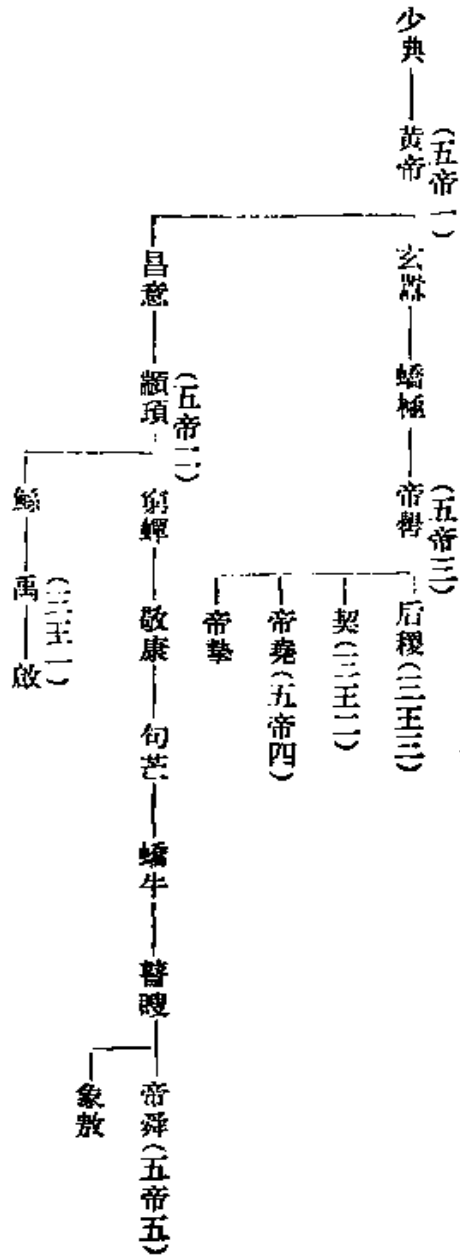 少典
黃帝
(五帝一)
玄囂
蟜極
帝嚳
(五帝三)
后稷(三王三)
契(三王二)
帝堯(五帝四)
帝摯
昌意
顓頊
(五帝二)
窮蟬
敬康
句芒
蟜牛
瞽瞍
帝舜(五帝五)
象敖
鯀
禹
(三王一)
啟